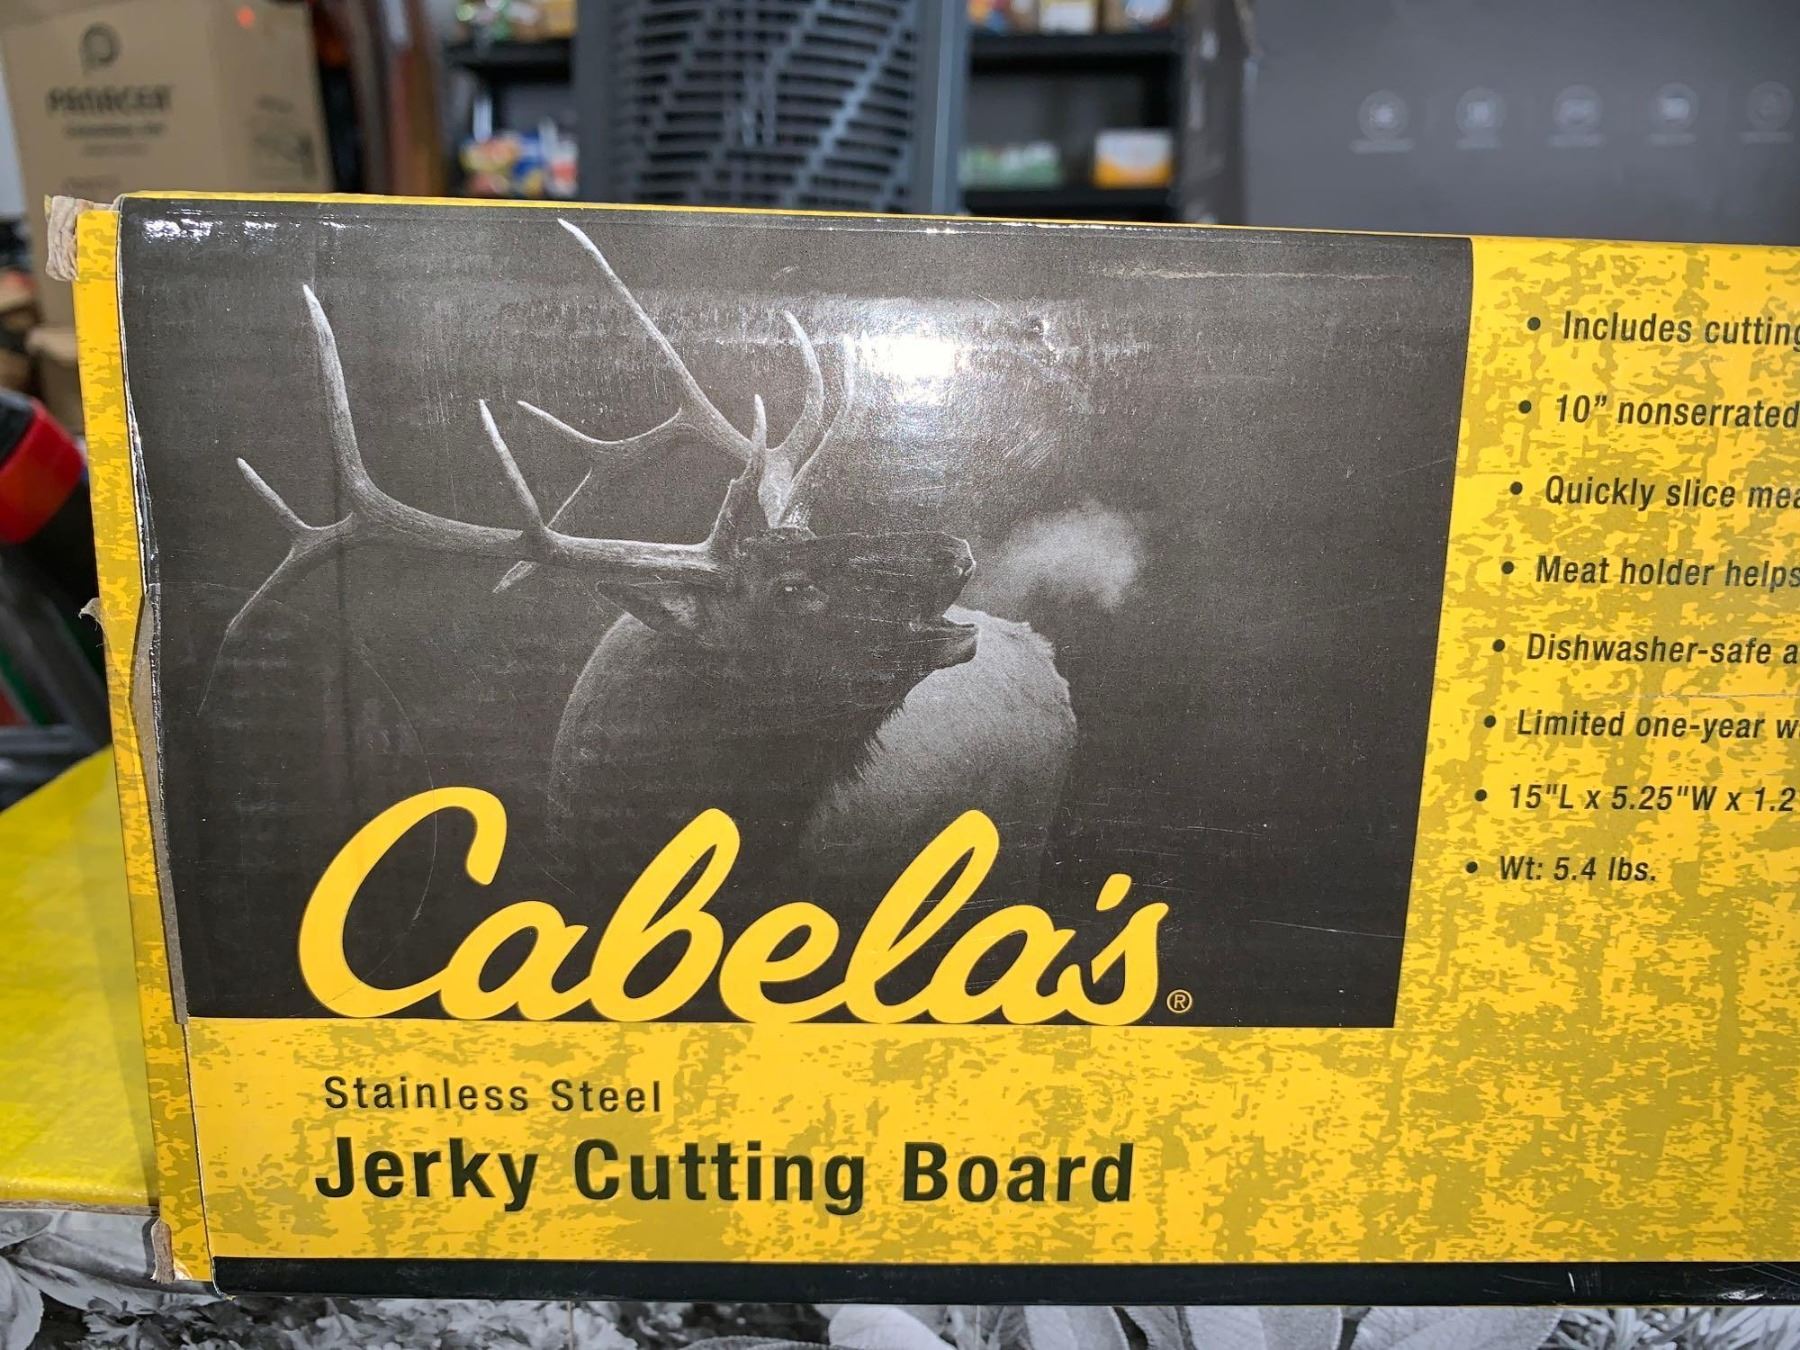 Cabela's®
Stainless Steel
Jerky Cutting Board
• Includes cutting
• 10” nonserrated
• Quickly slice mea
• Meat holder helps
• Dishwasher-safe a
• Limited one-year w
• 15"L x 5.25"W x 1.2
• Wt: 5.4 lbs.